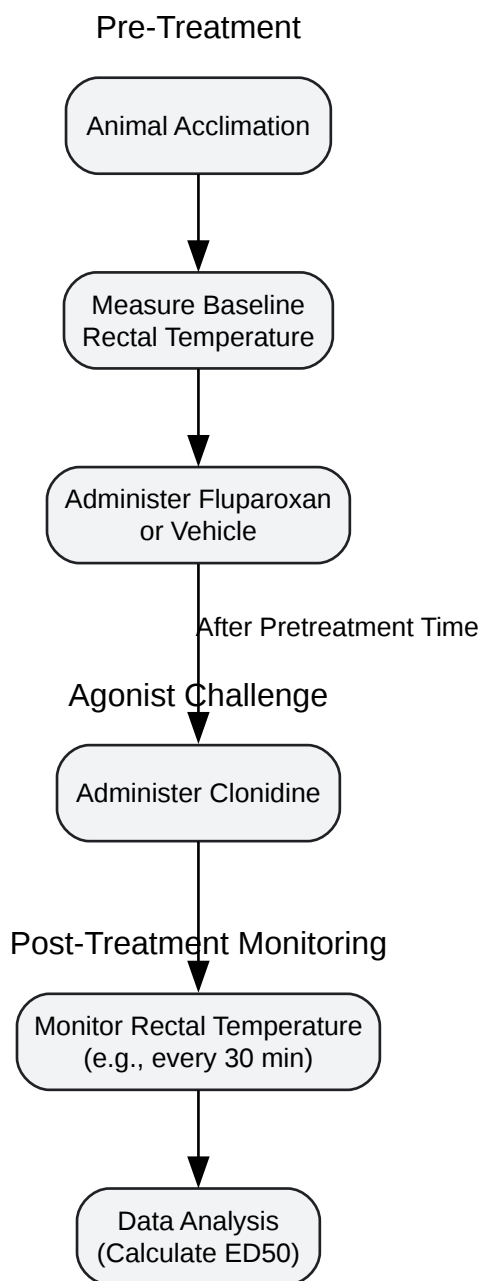 Pre-Treatment
Animal Acclimation
Measure Baseline
Rectal Temperature
Administer Fluparoxan
or Vehicle
After Pretreatment Time
Agonist Challenge
Administer Clonidine
Post-Treatment Monitoring
Monitor Rectal Temperature
(e.g., every 30 min)
Data Analysis
(Calculate ED50)